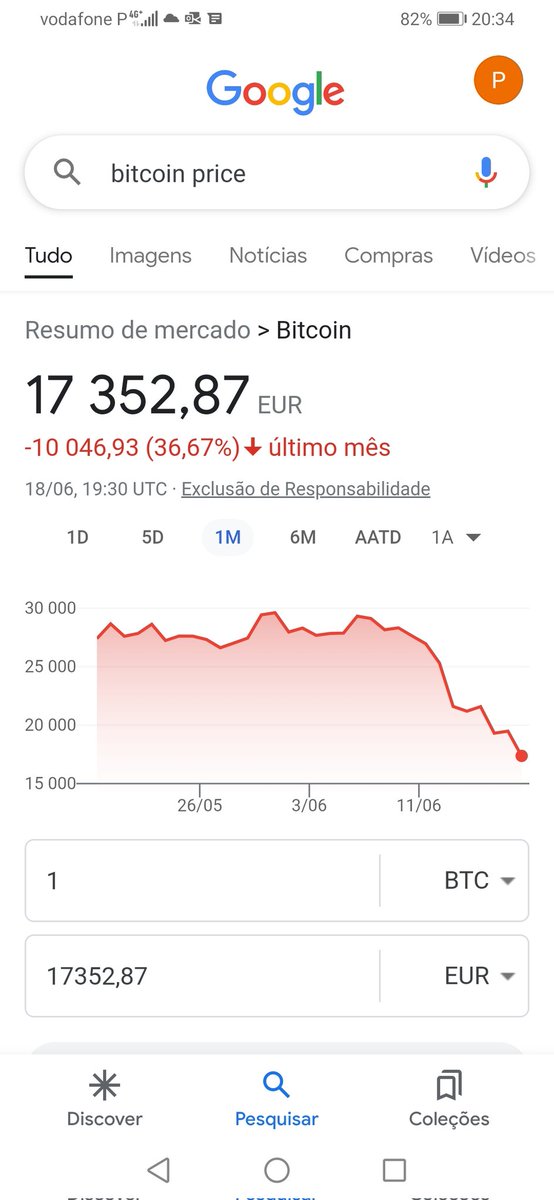 vodafone P 4G+ 82% 20:34
Google
P
bitcoin price
Tudo Imagens Notícias Compras Vídeos
Resumo de mercado > Bitcoin
17 352,87 EUR
-10 046,93 (36,67%) último mês
18/06, 19:30 UTC · Exclusão de Responsabilidade
1D 5D 1M 6M AATD 1A
30 000
25 000
20 000
15 000
26/05 3/06 11/06
1 BTC
17352,87 EUR
Discover Pesquisar Coleções